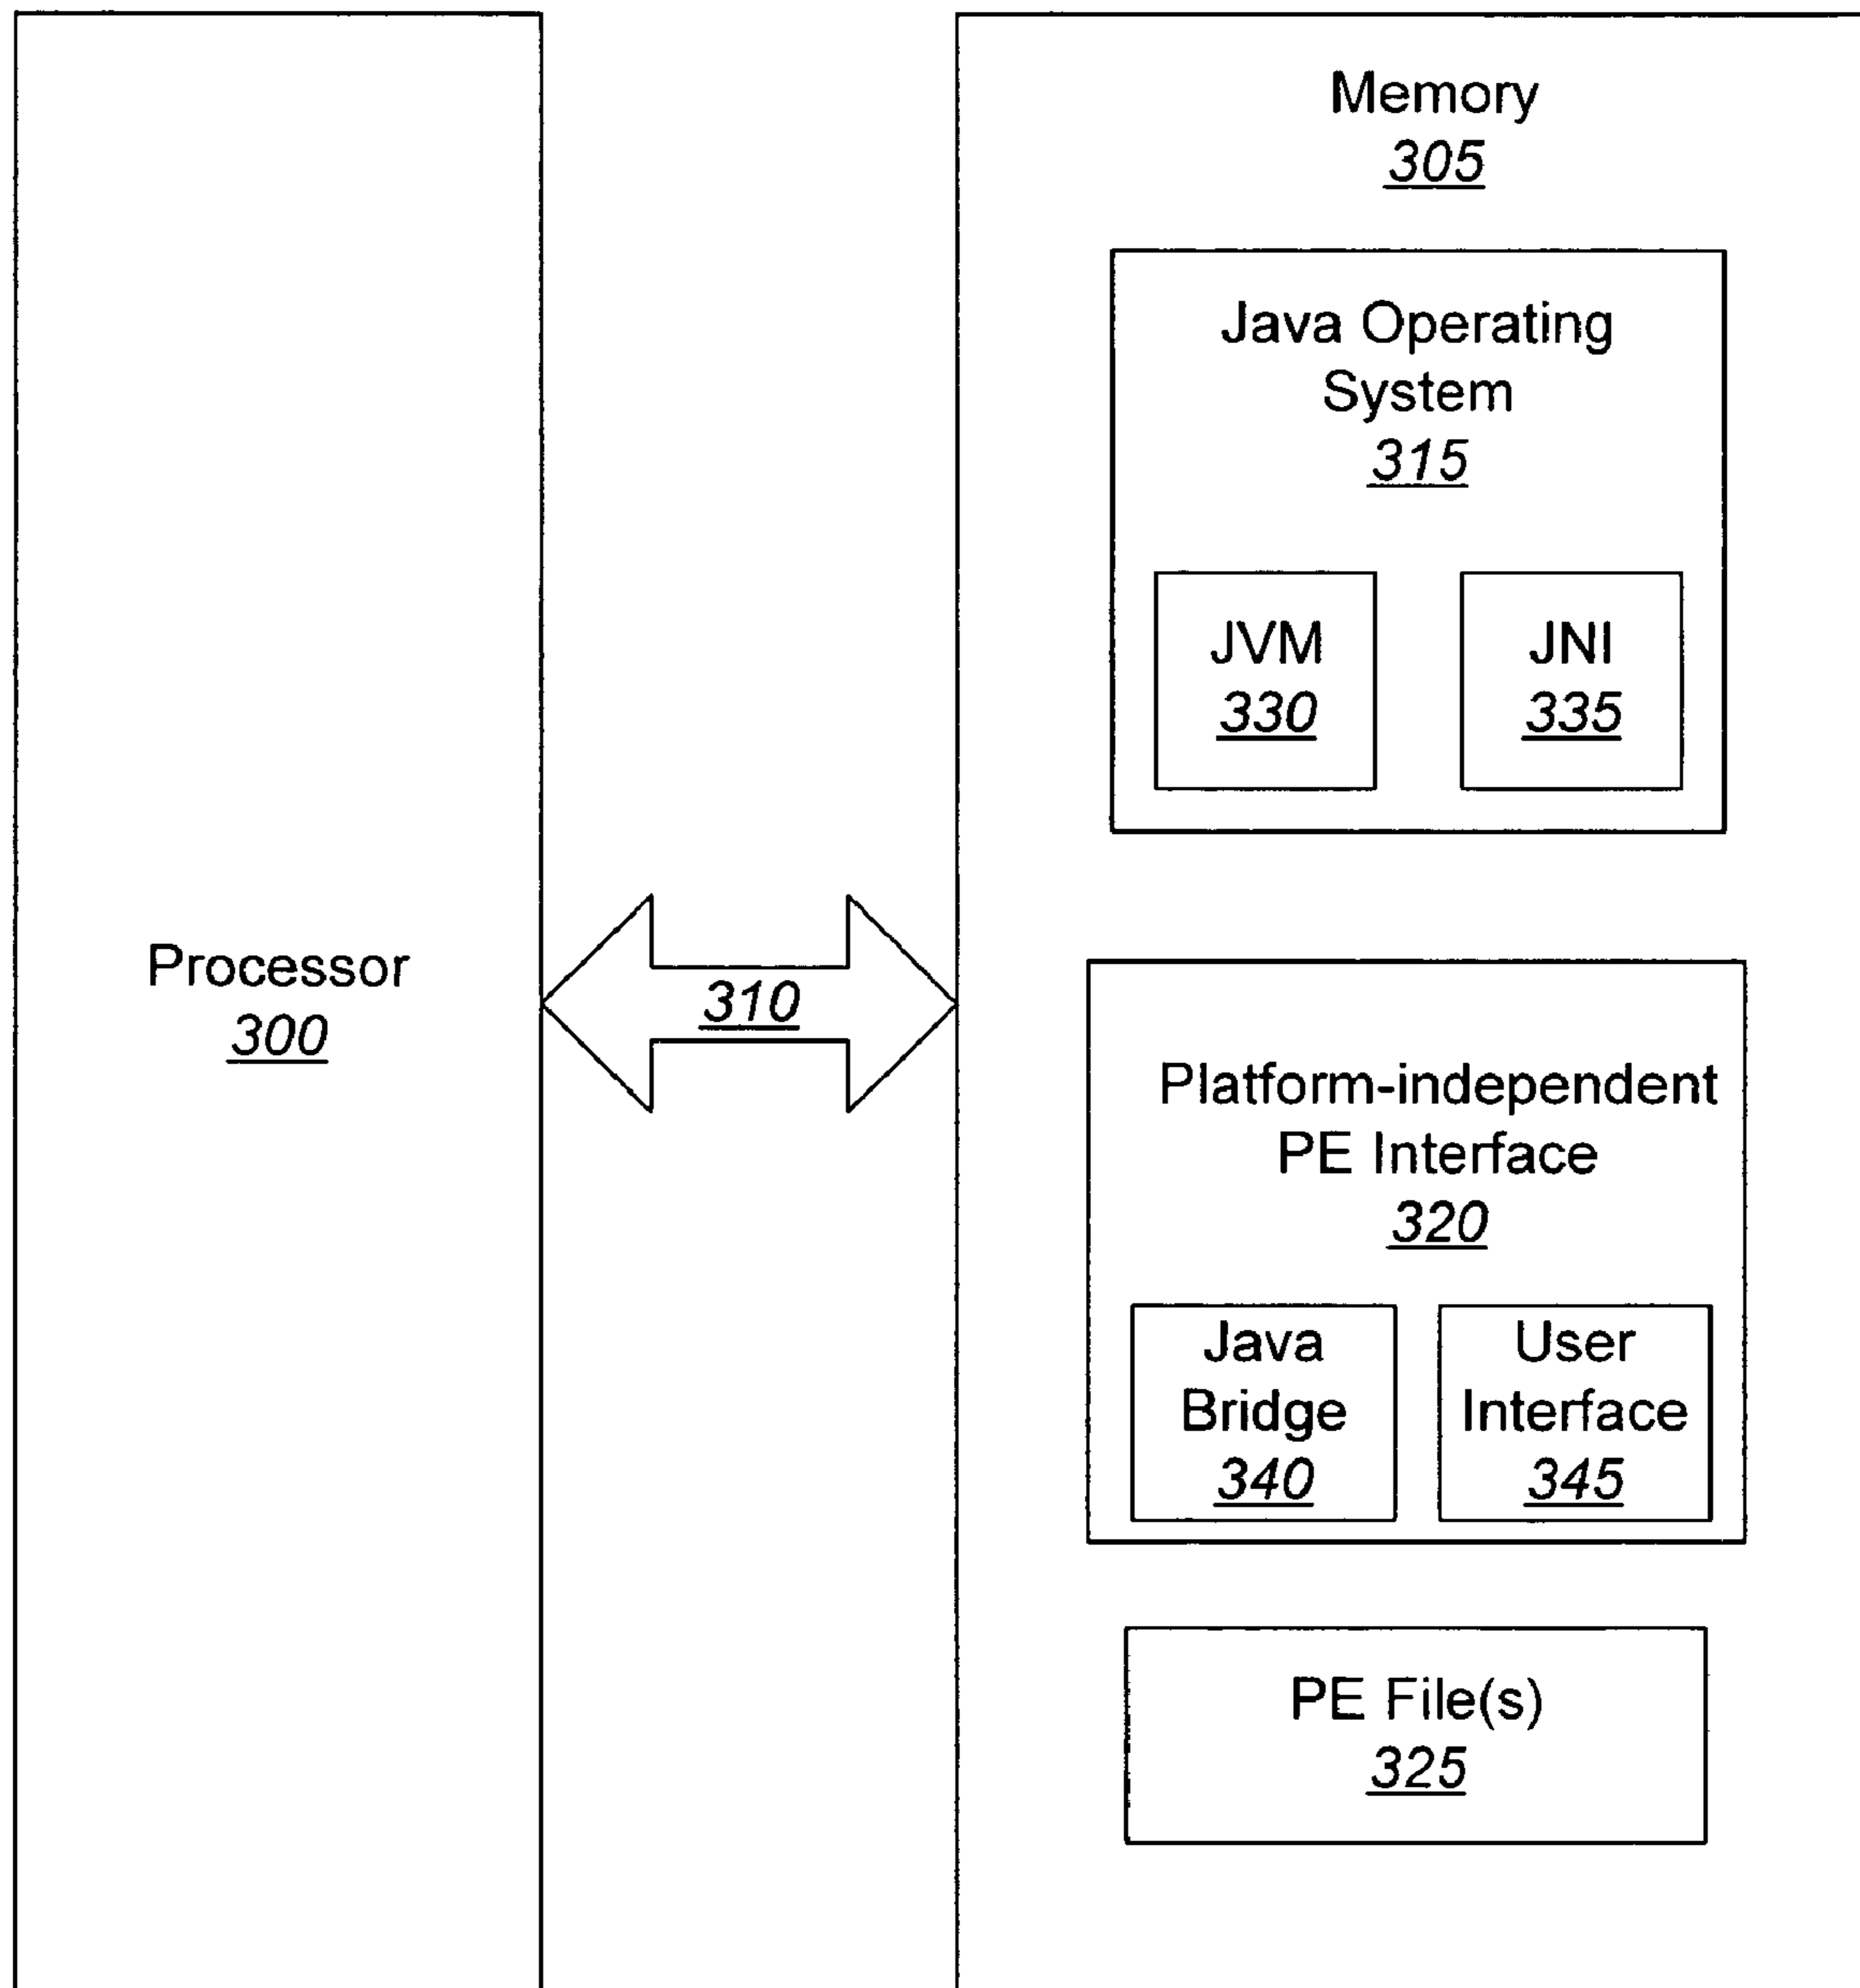 Memory
305
Java Operating
System
315
JVM
330
JNI
335
Processor
300
310
Platform-independent
PE Interface
320
Java
Bridge
340
User
Interface
345
PE File(s)
325